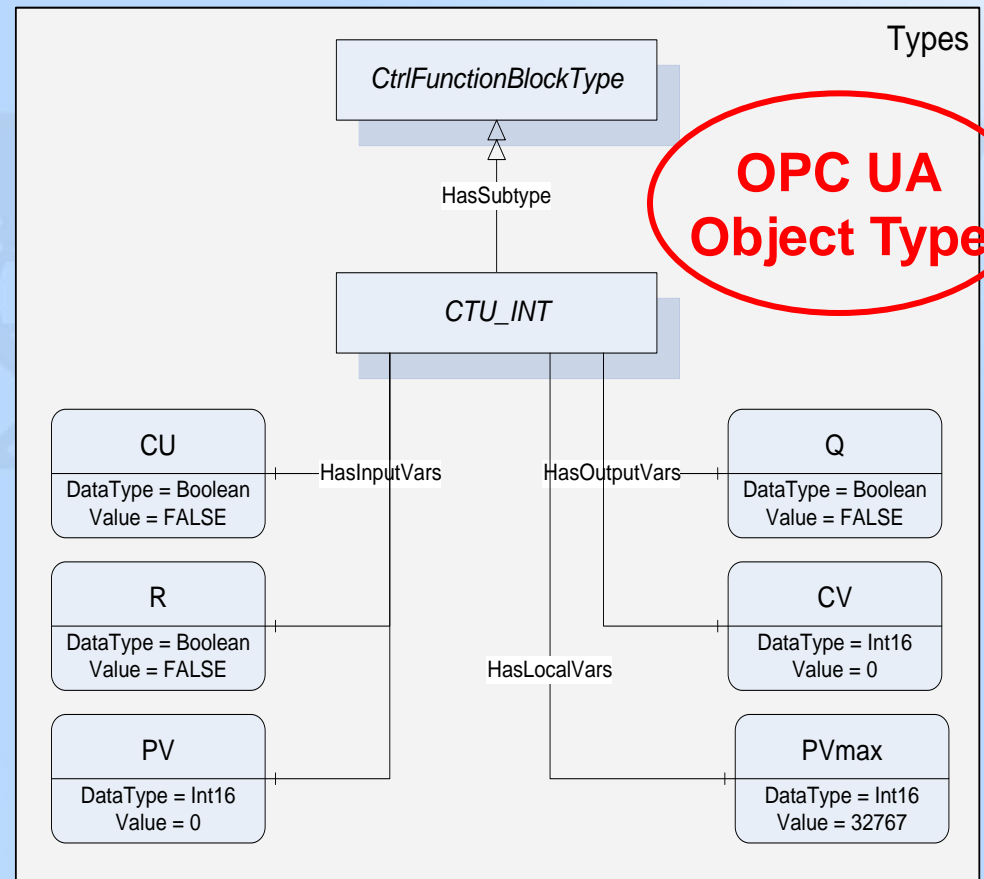 Types
CtrlFunctionBlockType
OPC UA
Object Type
HasSubtype
CTU_INT
CU
DataType = Boolean
Value = FALSE
HasInputVars
HasOutputVars
Q
DataType = Boolean
Value = FALSE
R
DataType = Boolean
Value = FALSE
CV
DataType = Int16
Value = 0
HasLocalVars
PV
DataType = Int16
Value = 0
PVmax
DataType = Int16
Value = 32767